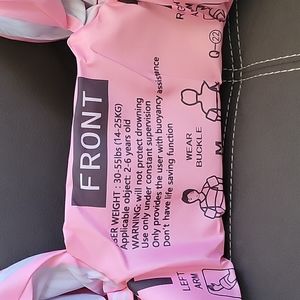 FRONT
ER WEIGHT : 30-55lbs (14-25KG)
Applicable object: 2-6 years old
WARNING: will not protect drowning
Use only under constant supervision
Only provides the user with buoyancy assistance
Don't have life saving function
WEAR
BUCKLE
LEFT
ARM